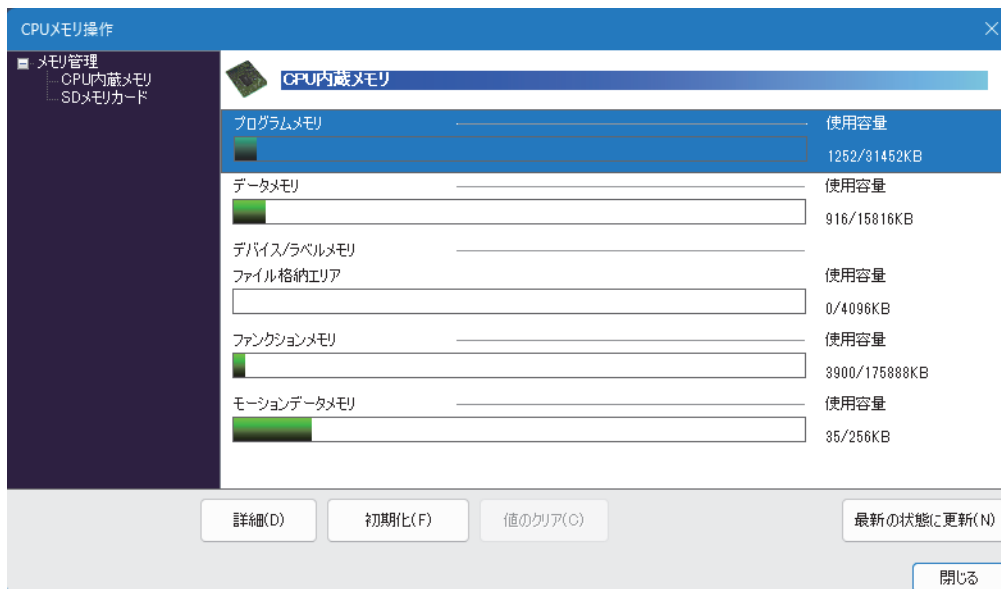 CPUメモリ操作
メモリ管理
CPU内蔵メモリ
SDメモリカード
CPU内蔵メモリ
プログラムメモリ
使用容量
1252/31452KB
データメモリ
使用容量
916/15816KB
デバイス/ラベルメモリ
ファイル格納エリア
使用容量
0/4096KB
ファンクションメモリ
使用容量
3900/175888KB
モーションデータメモリ
使用容量
35/256KB
詳細(D)
初期化(F)
値のクリア(C)
最新の状態に更新(N)
閉じる